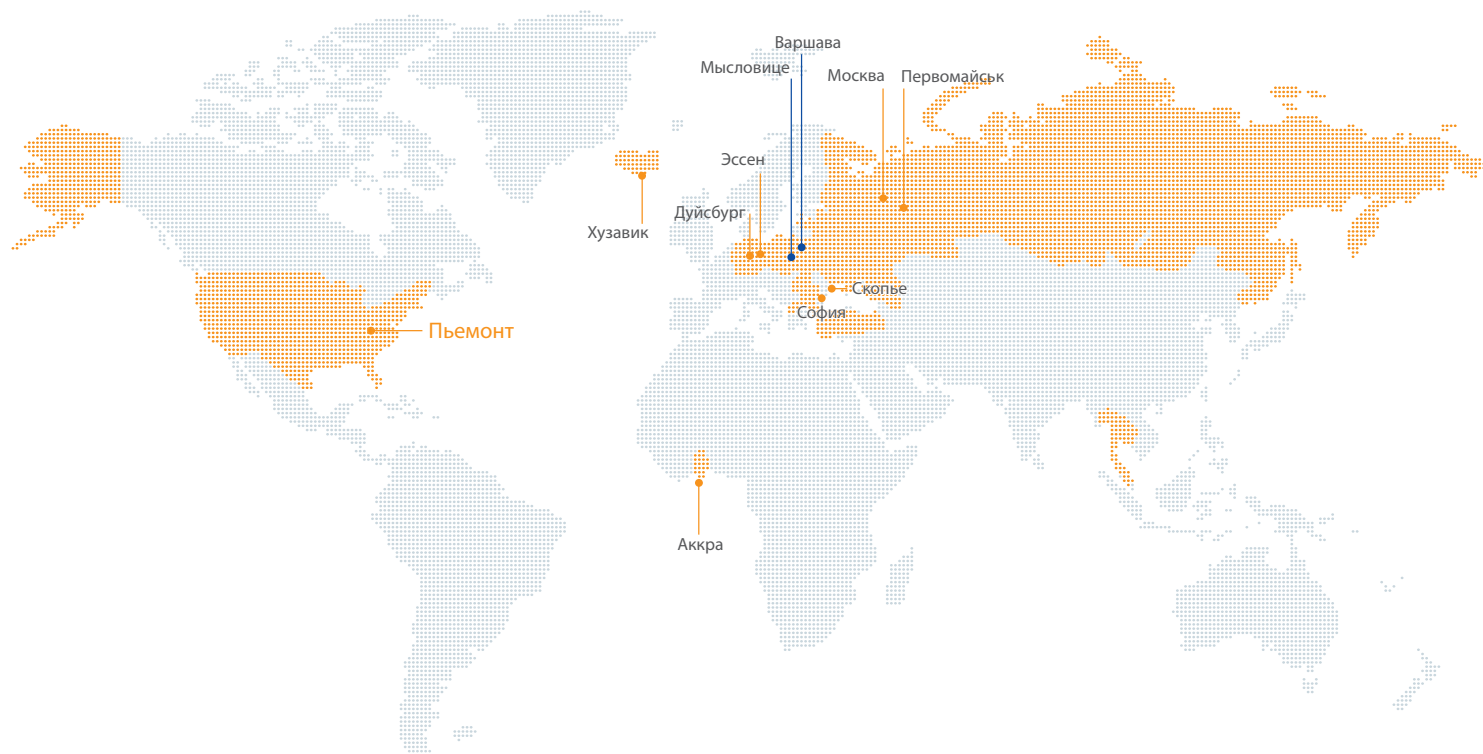 Варшава
Мысловице
Москва
Первомайськ
Эссен
Дуйсбург
Хузавик
Скопье
София
Пьемонт
Аккра